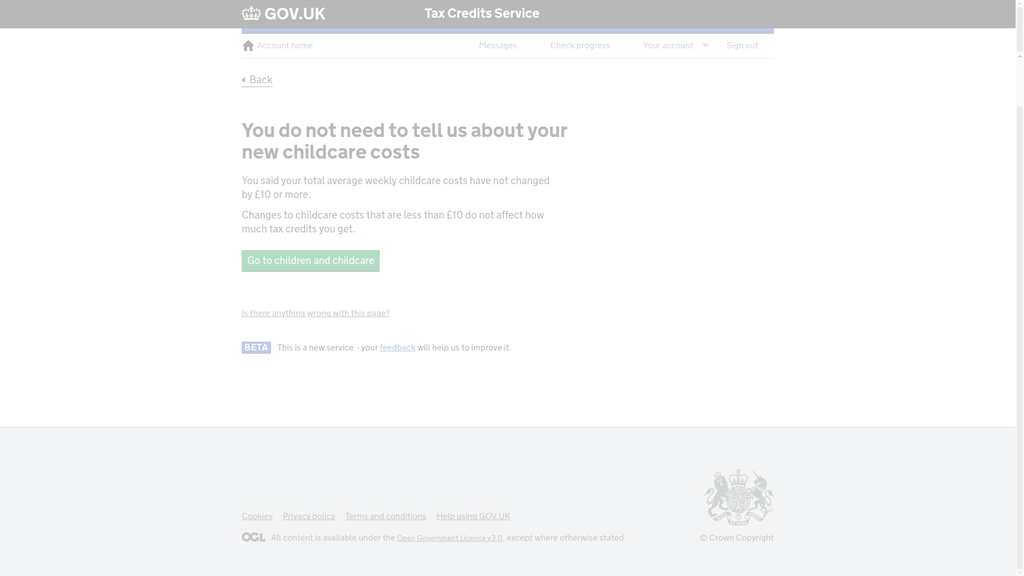 GOV.UK
Tax Credits Service
Account home
Messages
Check progress
Your account
Sign out
Back
You do not need to tell us about your
new childcare costs
You said your total average weekly childcare costs have not changed
by £10 or more.
Changes to childcare costs that are less than £10 do not affect how
much tax credits you get.
Go to children and childcare
Is there anything wrong with this page?
BETA This is a new service - your feedback will help us to improve it.
Cookies Privacy policy Terms and conditions Help using GOV.UK
OGL All content is available under the Open Government Licence v3.0, except where otherwise stated
© Crown Copyright